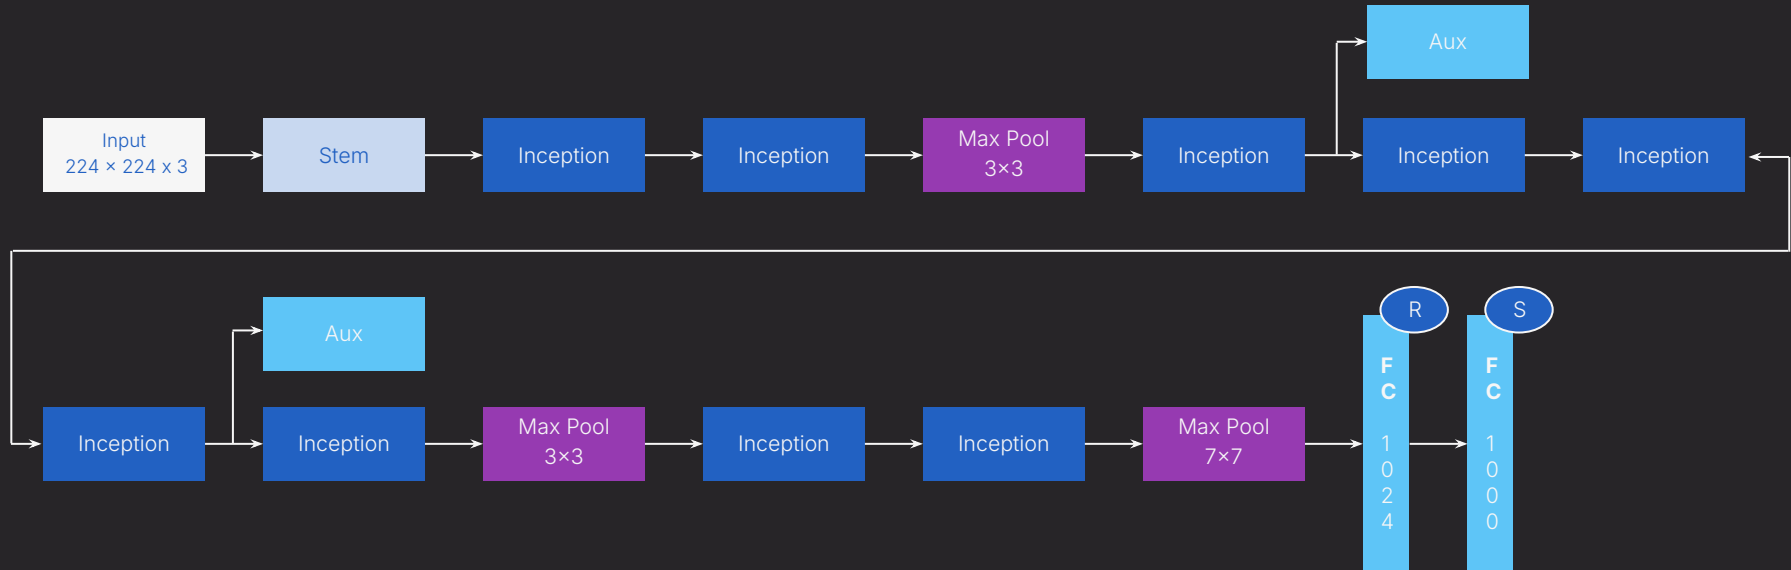 Aux
Input
224 × 224 x 3
Stem
Inception
Inception
Max Pool
3×3
Inception
Inception
Inception
Aux
Inception
Inception
Max Pool
3×3
Inception
Inception
Max Pool
7×7
R
F
C
1
0
2
4
S
F
C
1
0
0
0